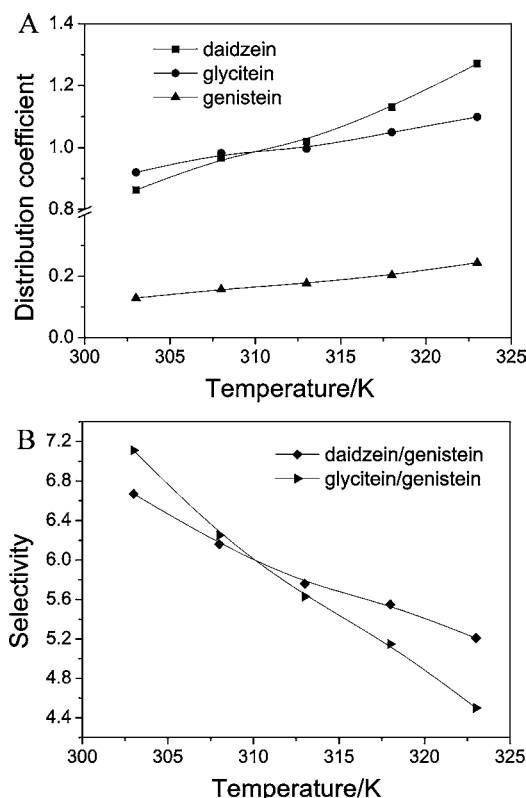 A
1.4
1.2
1.0
0.8
0.2
0.0
Distribution coefficient
daidzein
glycitein
genistein
300 305 310 315 320 325
Temperature/K
B
7.2
6.8
6.4
6.0
5.6
5.2
4.8
4.4
Selectivity
daidzein/genistein
glycitein/genistein
300 305 310 315 320 325
Temperature/K